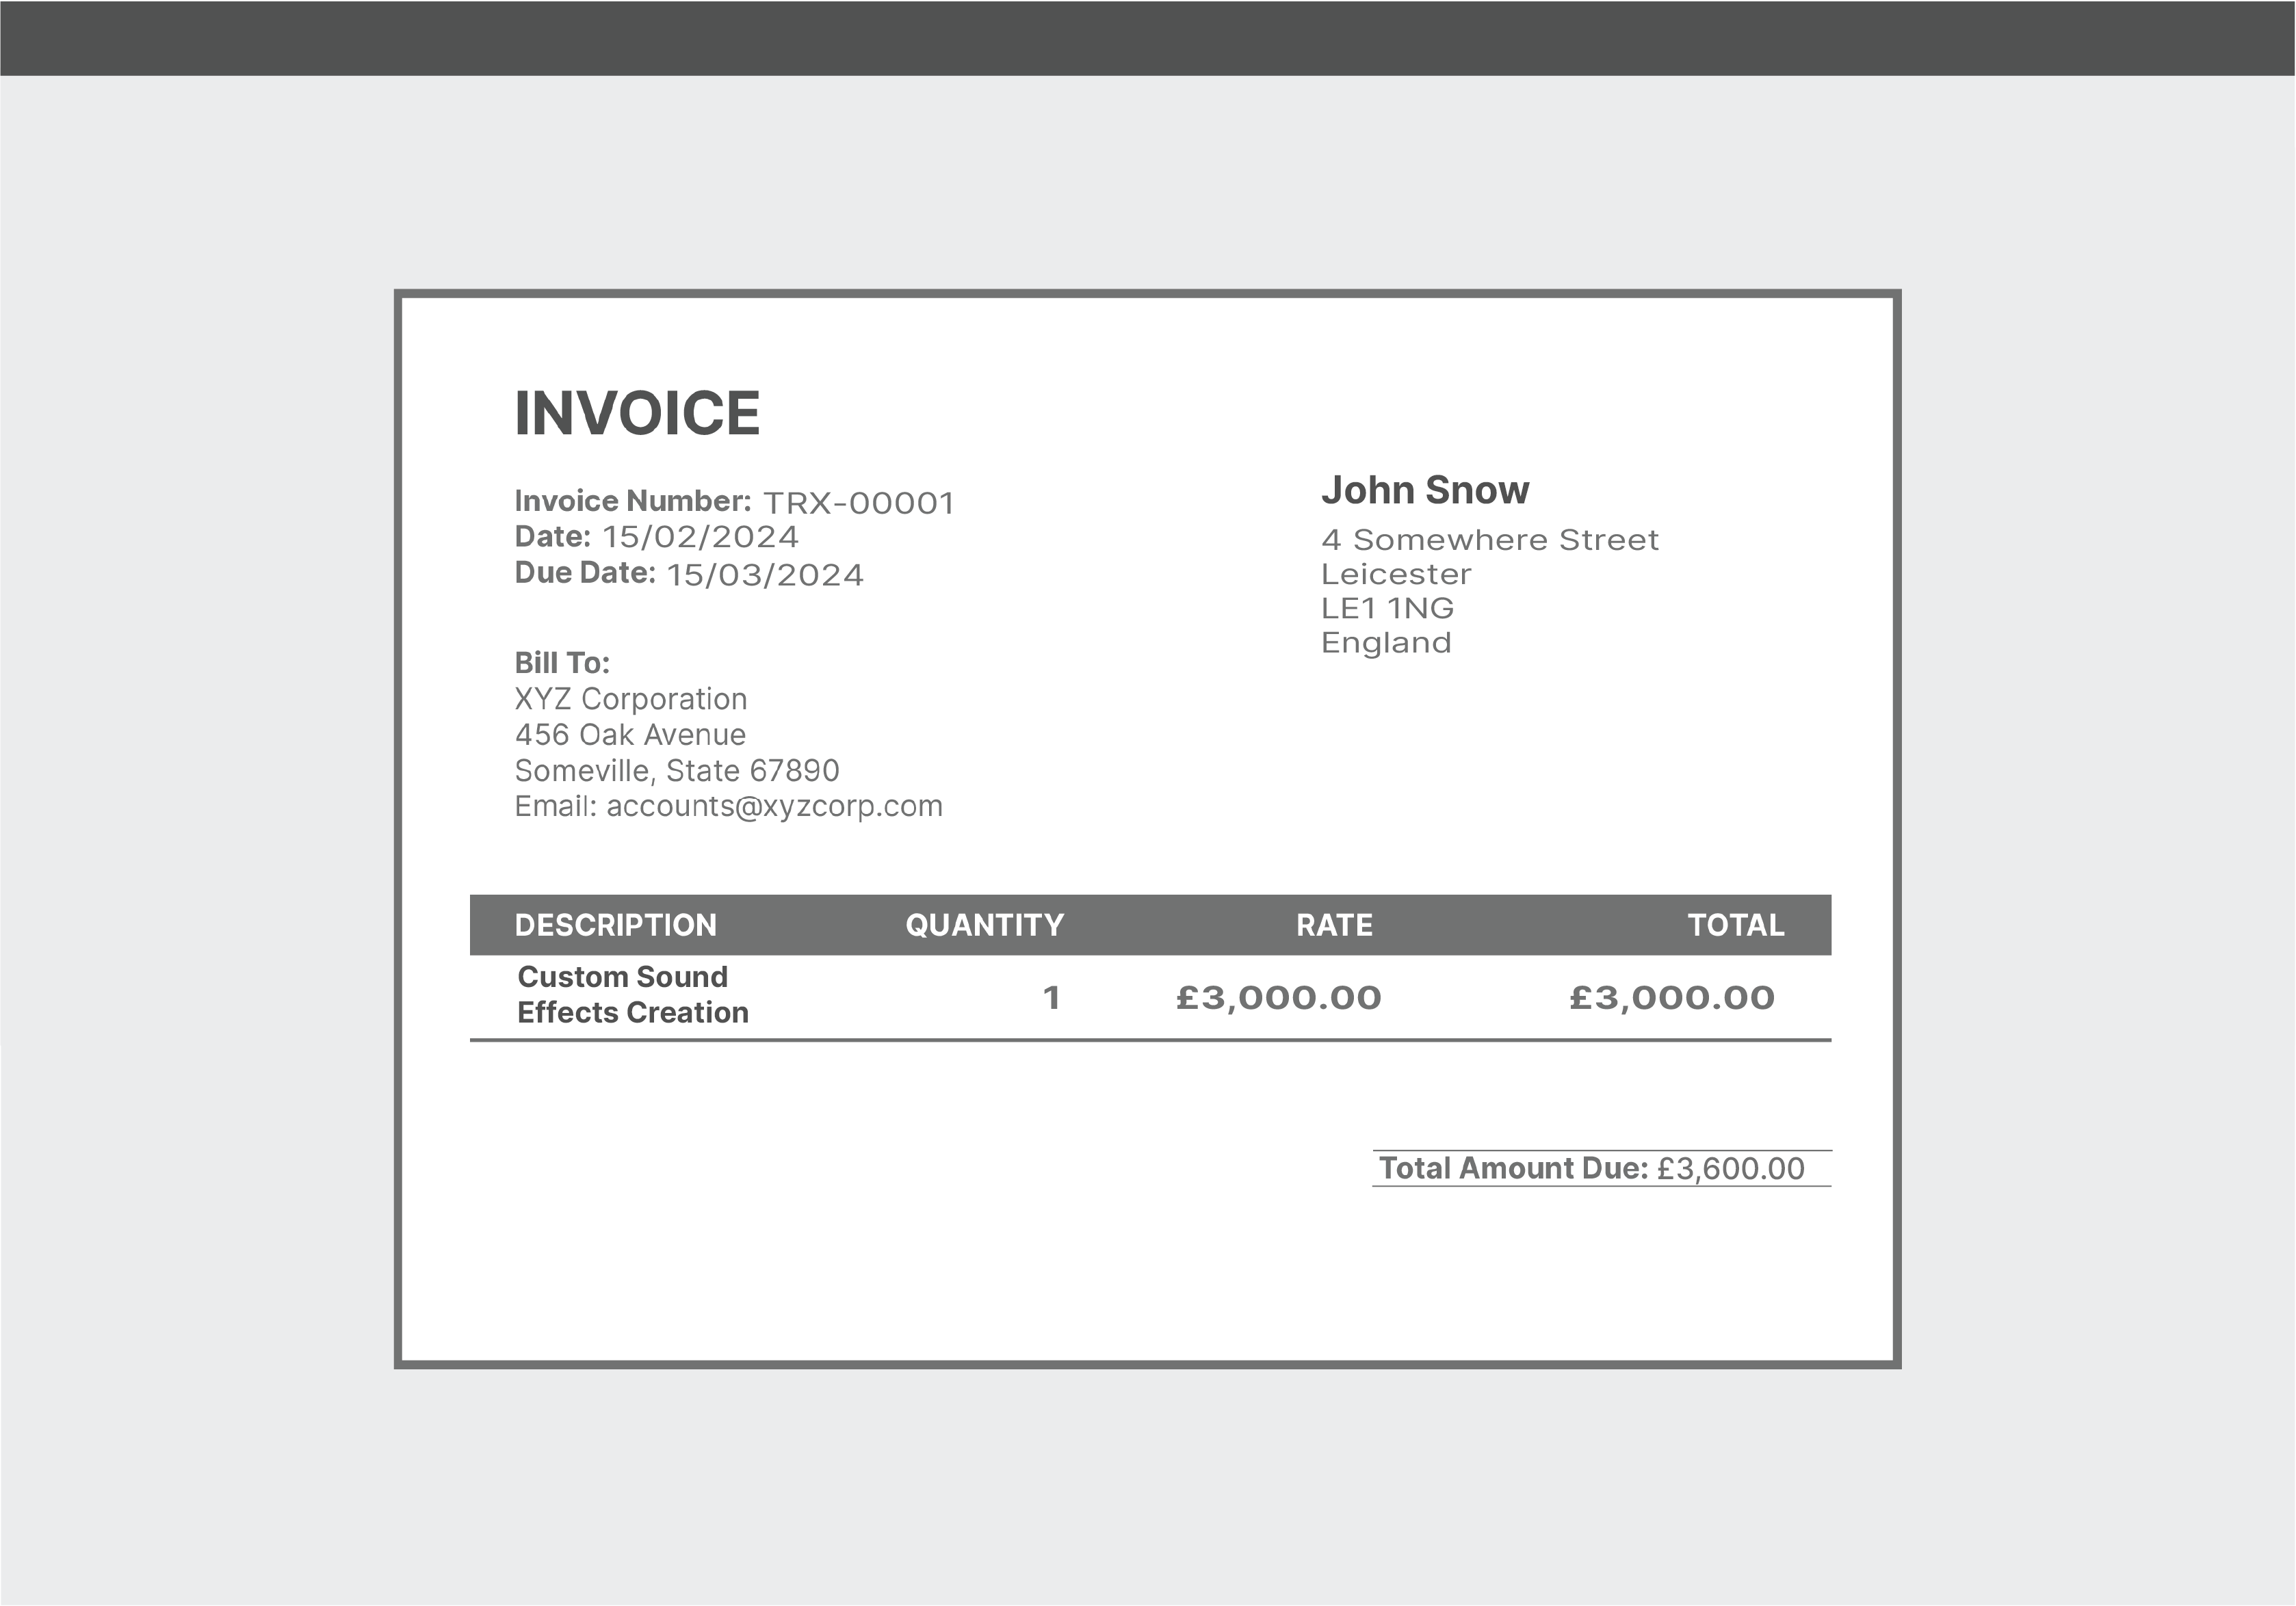 INVOICE
Invoice Number: TRX-00001
Date: 15/02/2024
Due Date: 15/03/2024
John Snow
4 Somewhere Street
Leicester
LE1 1NG
England
Bill To:
XYZ Corporation
456 Oak Avenue
Someville, State 67890
Email: accounts@xyzcorp.com
DESCRIPTION QUANTITY RATE TOTAL
Custom Sound
Effects Creation 1 £3,000.00 £3,000.00
Total Amount Due: £3,600.00